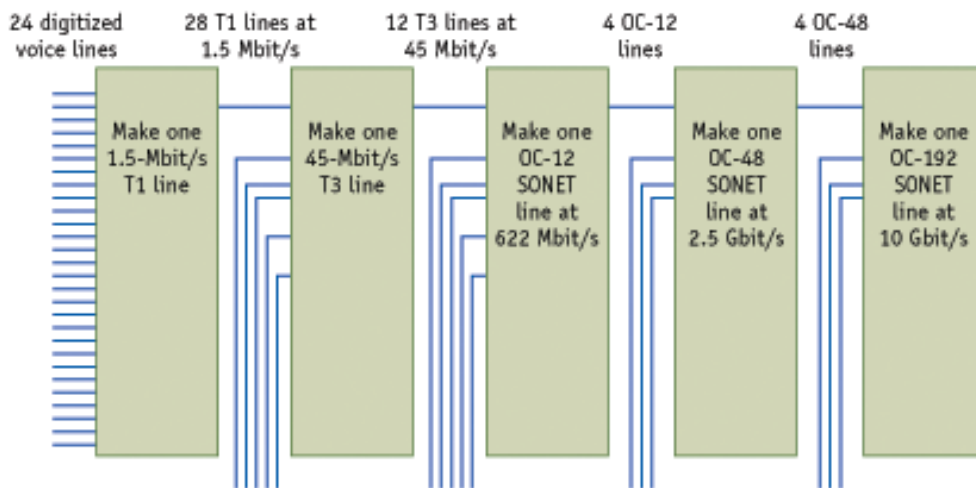 24 digitized
voice lines
28 T1 lines at
1.5 Mbit/s
12 T3 lines at
45 Mbit/s
4 OC-12
lines
4 OC-48
lines
Make one
1.5-Mbit/s
T1 line
Make one
45-Mbit/s
T3 line
Make one
OC-12
SONET
line at
622 Mbit/s
Make one
OC-48
SONET
line at
2.5 Gbit/s
Make one
OC-192
SONET
line at
10 Gbit/s